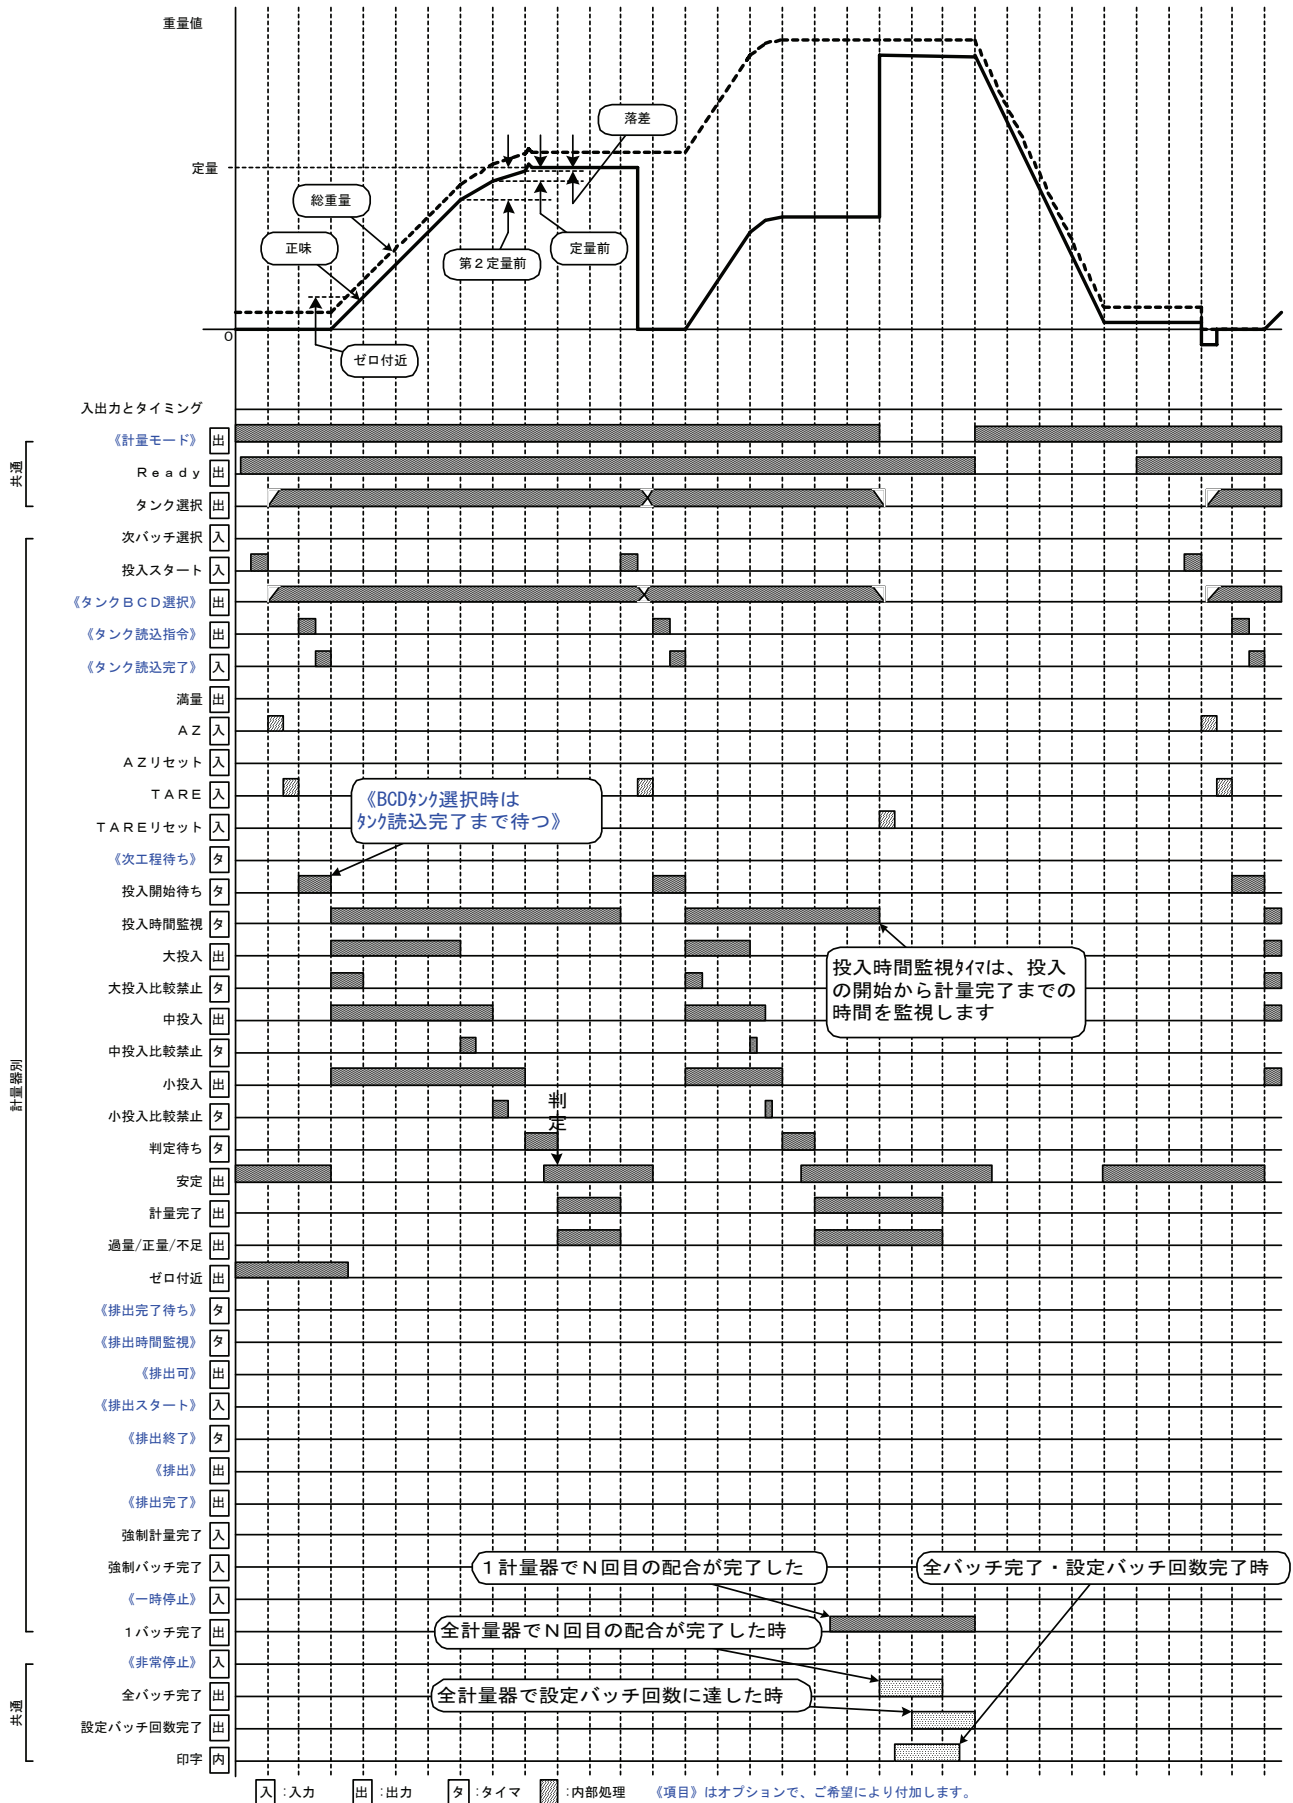 重量値
落差
定量
総重量
正味
定量前
第２定量前
0
ゼロ付近
入出力とタイミング
共通
《計量モード》 出
Ｒｅａｄｙ 出
タンク選択 出
計量器別
次バッチ選択 入
投入スタート 入
《タンクＢＣＤ選択》 出
《タンク読込指令》 出
《タンク読込完了》 入
満量 出
ＡＺ 入
ＡＺリセット 入
ＴＡＲＥ 入
《BCDﾀﾝｸ選択時は
ﾀﾝｸ読込完了まで待つ》
ＴＡＲＥリセット 入
《次工程待ち》 タ
投入開始待ち タ
投入時間監視 タ
大投入 出
投入時間監視ﾀｲﾏは、投入
の開始から計量完了までの
時間を監視します
大投入比較禁止 タ
中投入 出
中投入比較禁止 タ
小投入 出
小投入比較禁止 タ
判定
判定待ち タ
安定 出
計量完了 出
過量/正量/不足 出
ゼロ付近 出
《排出完了待ち》 タ
《排出時間監視》 タ
《排出可》 出
《排出スタート》 入
《排出終了》 タ
《排出》 出
《排出完了》 出
強制計量完了 入
強制バッチ完了 入
１計量器でＮ回目の配合が完了した
全バッチ完了・設定バッチ回数完了時
《一時停止》 入
１バッチ完了 出
全計量器でＮ回目の配合が完了した時
共通
《非常停止》 入
全バッチ完了 出
全計量器で設定バッチ回数に達した時
設定バッチ回数完了 出
印字 内
入 :入力 出 :出力 タ :タイマ :内部処理 《項目》はオプションで、ご希望により付加します。